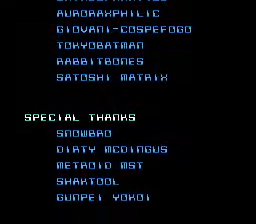 AURORAXPHILIC
GIOVANI-COSPEFOGO
TOKYOBATMAN
RABBITBONES
SATOSHI MATRIX
SPECIAL THANKS
SNOWBRO
DIRTY MCDINGUS
METROID MST
SHAKTOOL
GUNPEI YOKOI